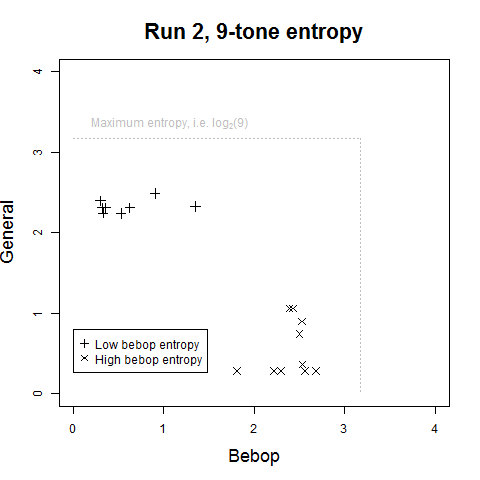 Run 2, 9-tone entropy
4
Maximum entropy, i.e. log₂(9)
3
General
2
1
Low bebop entropy
High bebop entropy
0
0 1 2 3 4
Bebop